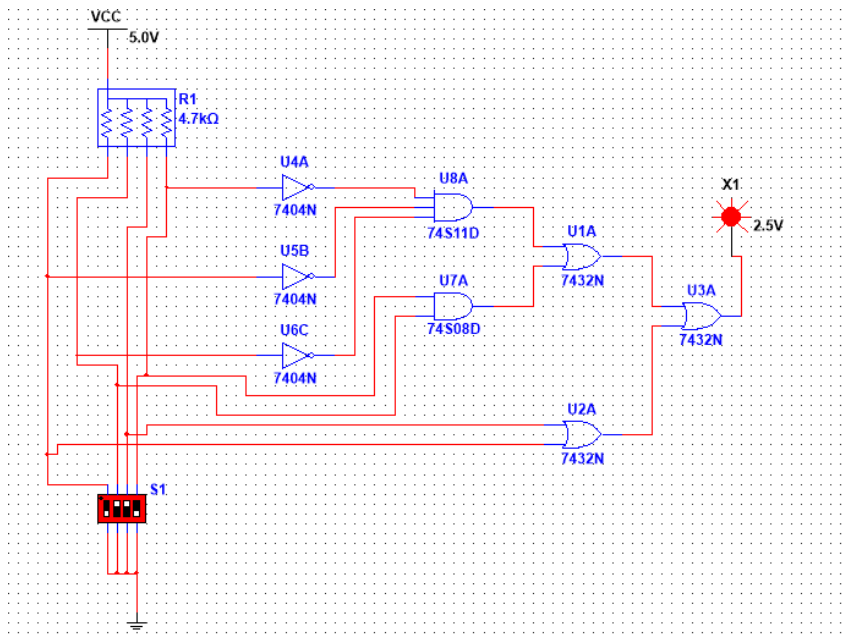 VCC
5.0V
R1
4.7kΩ
U4A
7404N
U8A
74S11D
X1
2.5V
U5B
7404N
U1A
7432N
U7A
74S08D
U3A
7432N
U6C
7404N
U2A
7432N
S1